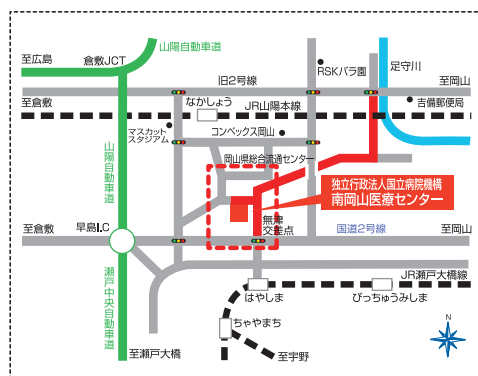 山陽自動車道
至広島
倉敷JCT
RSKバラ園
足守川
旧2号線
至岡山
至倉敷
なかしょう
JR山陽本線
吉備郵便局
マスカット
スタジアム
コンベックス岡山
山陽自動車道
岡山県総合流通センター
独立行政法人国立病院機構
南岡山医療センター
無津
交差点
至倉敷
早島I.C
国道2号線
至岡山
瀬戸中央自動車道
JR瀬戸大橋線
はやしま
びっちゅうみしま
ちゃやまち
至瀬戸大橋
至宇野
N